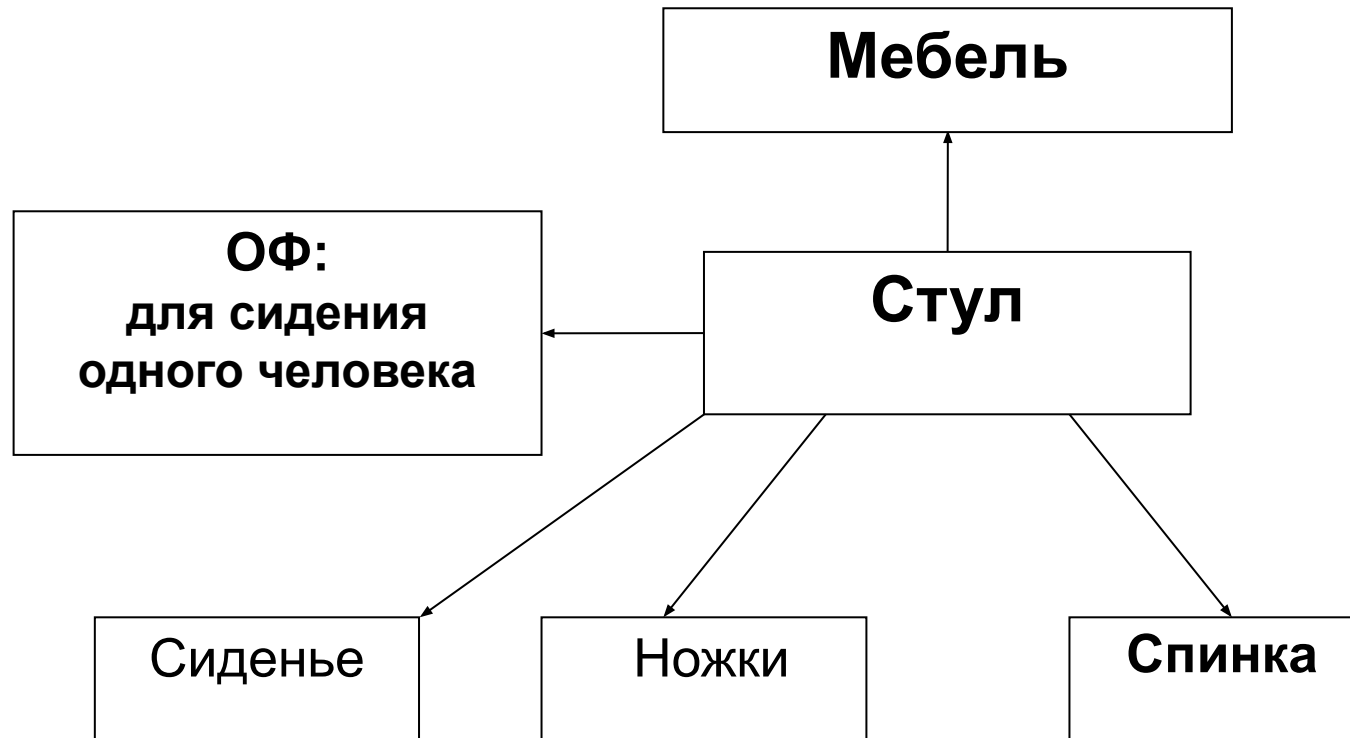 Мебель
ОФ:
для сидения
одного человека
Стул
Сиденье
Ножки
Спинка